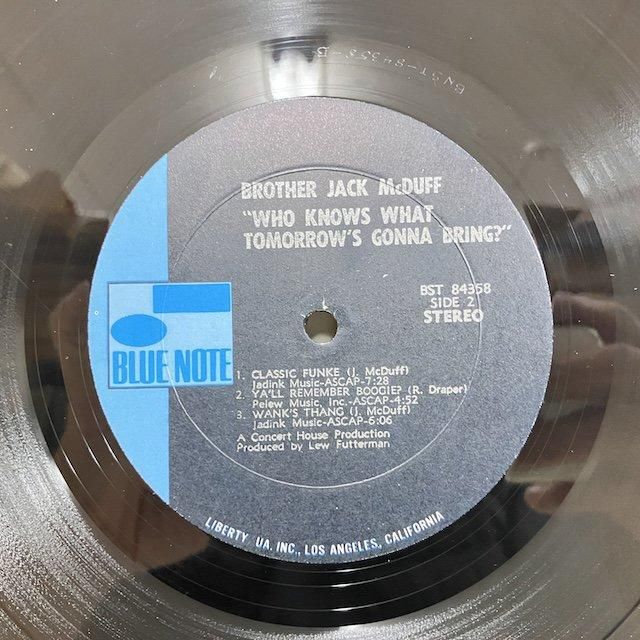 BNST-84358-B
BROTHER JACK McDUFF
"WHO KNOWS WHAT
TOMORROW'S GONNA BRING?"
BST 84358
SIDE 2
STEREO
BLUE NOTE
1. CLASSIC FUNKE (J. McDuff)
Jadink Music-ASCAP-7:28
2. YA'LL REMEMBER BOOGIE? (R. Draper)
Pelew Music, Inc.-ASCAP-4:52
3. WANK'S THANG (J. McDuff)
Jadink Music-ASCAP-6:06
A Concert House Production
Produced by Lew Futterman
LIBERTY UA, INC., LOS ANGELES, CALIFORNIA